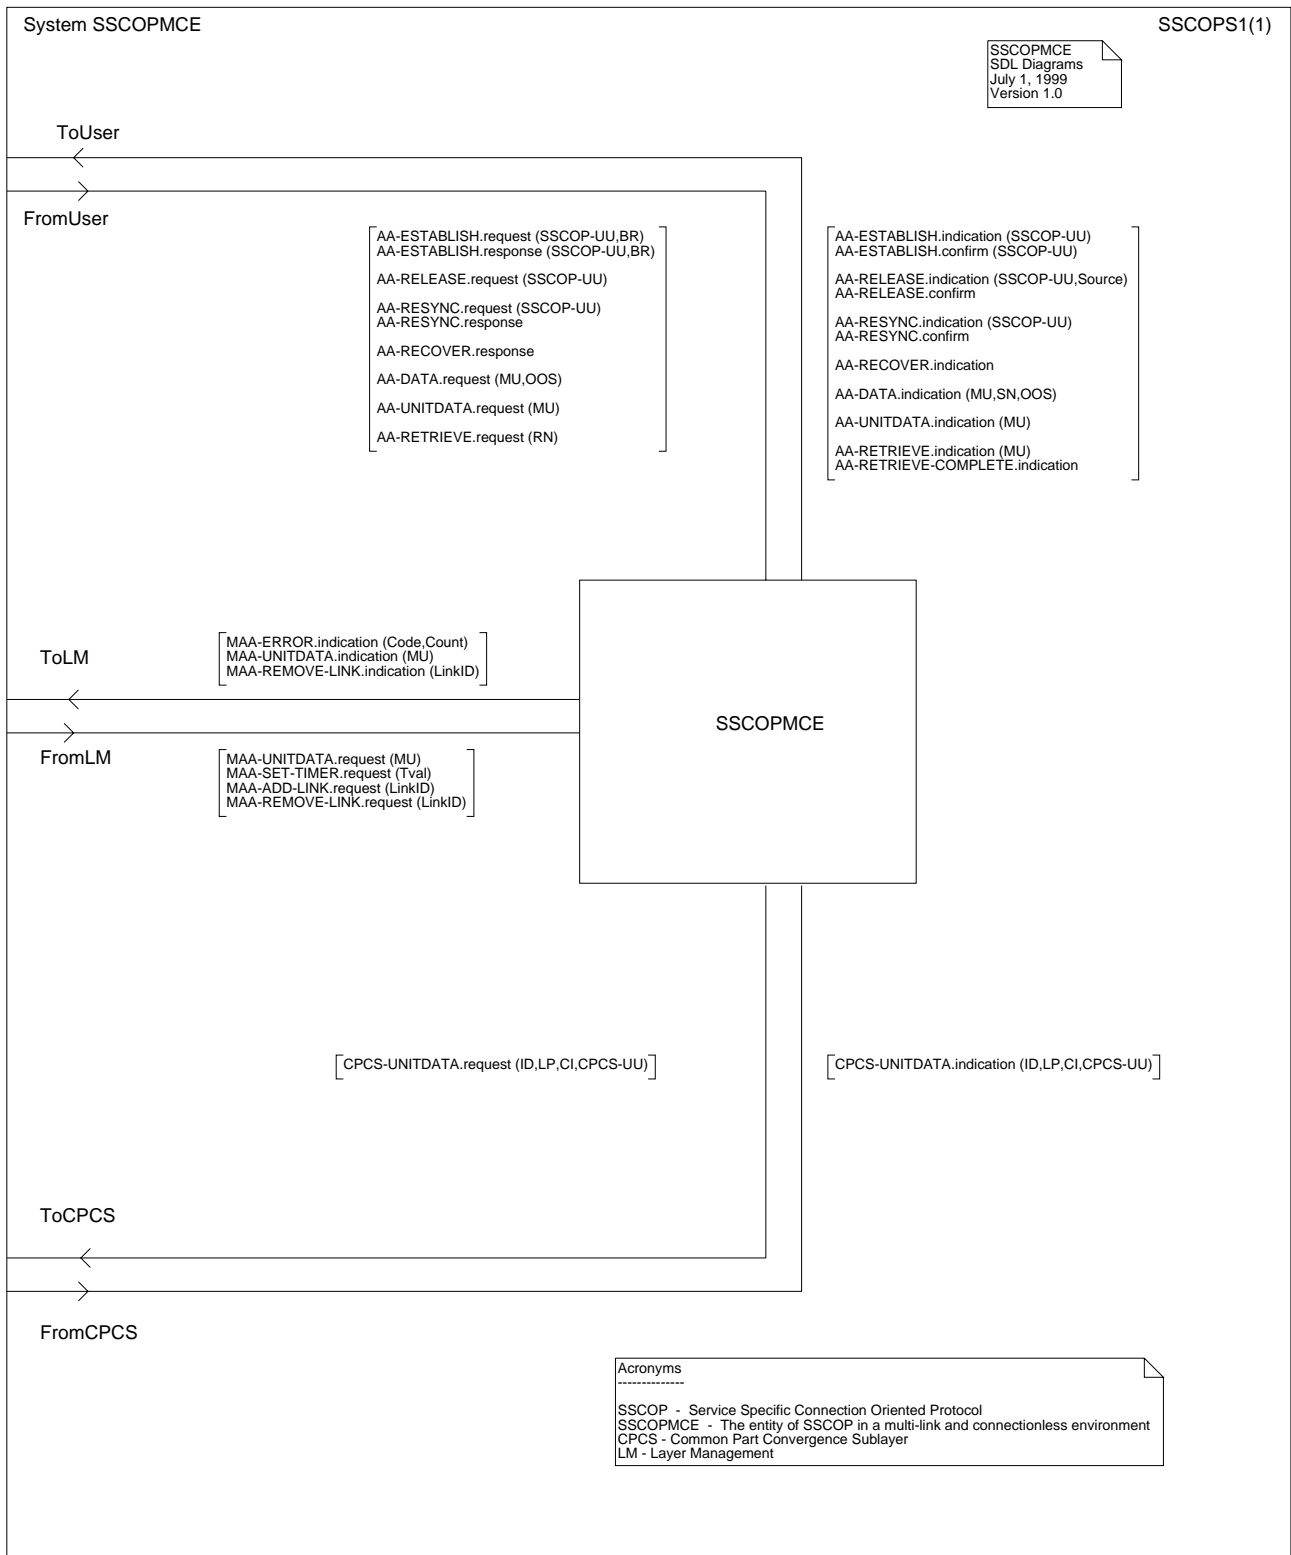 System SSCOPMCE
SSCOPS1(1)
SSCOPMCE
SDL Diagrams
July 1, 1999
Version 1.0
ToUser
FromUser
AA-ESTABLISH.request (SSCOP-UU,BR)
AA-ESTABLISH.response (SSCOP-UU,BR)
AA-RELEASE.request (SSCOP-UU)
AA-RESYNC.request (SSCOP-UU)
AA-RESYNC.response
AA-RECOVER.response
AA-DATA.request (MU,OOS)
AA-UNITDATA.request (MU)
AA-RETRIEVE.request (RN)
AA-ESTABLISH.indication (SSCOP-UU)
AA-ESTABLISH.confirm (SSCOP-UU)
AA-RELEASE.indication (SSCOP-UU,Source)
AA-RELEASE.confirm
AA-RESYNC.indication (SSCOP-UU)
AA-RESYNC.confirm
AA-RECOVER.indication
AA-DATA.indication (MU,SN,OOS)
AA-UNITDATA.indication (MU)
AA-RETRIEVE.indication (MU)
AA-RETRIEVE-COMPLETE.indication
ToLM
MAA-ERROR.indication (Code,Count)
MAA-UNITDATA.indication (MU)
MAA-REMOVE-LINK.indication (LinkID)
SSCOPMCE
FromLM
MAA-UNITDATA.request (MU)
MAA-SET-TIMER.request (Tval)
MAA-ADD-LINK.request (LinkID)
MAA-REMOVE-LINK.request (LinkID)
CPCS-UNITDATA.request (ID,LP,CI,CPCS-UU)
CPCS-UNITDATA.indication (ID,LP,CI,CPCS-UU)
ToCPCS
FromCPCS
Acronyms
--------------
SSCOP - Service Specific Connection Oriented Protocol
SSCOPMCE - The entity of SSCOP in a multi-link and connectionless environment
CPCS - Common Part Convergence Sublayer
LM - Layer Management